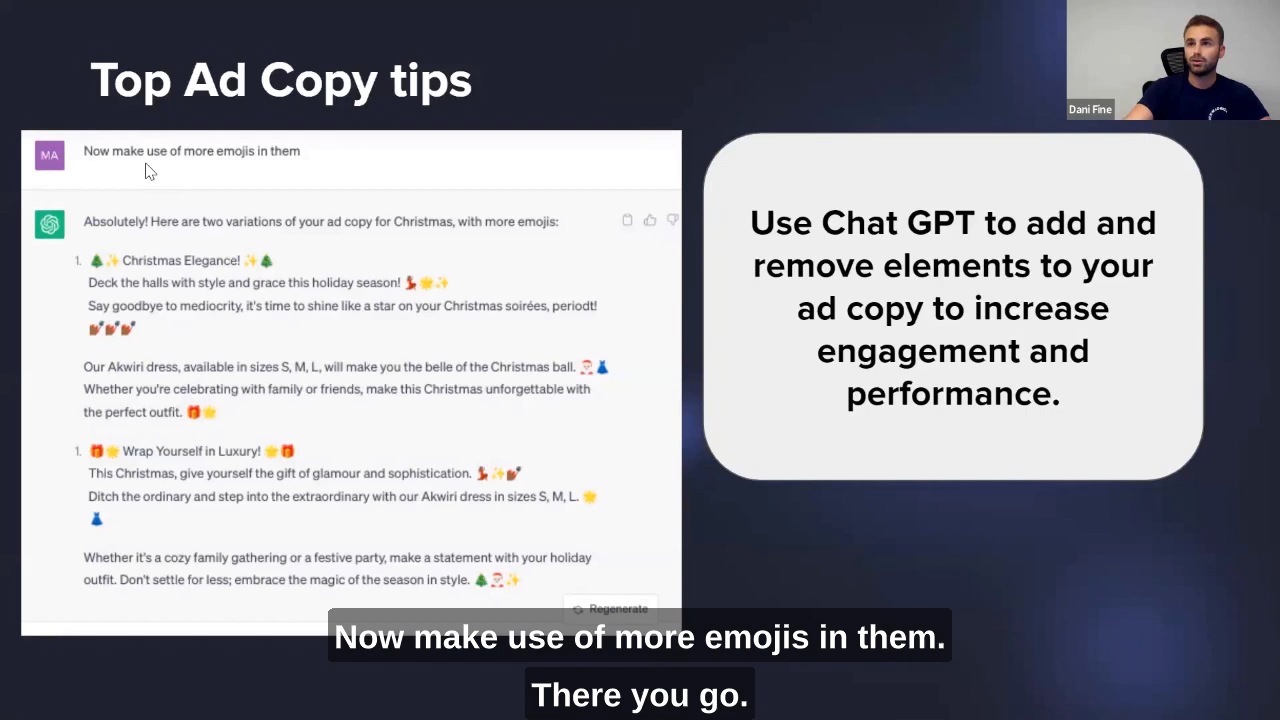 Top Ad Copy tips
Dani Fine
MA
Now make use of more emojis in them
Absolutely! Here are two variations of your ad copy for Christmas, with more emojis:
1. 🎄✨ Christmas Elegance! ✨🎄
Deck the halls with style and grace this holiday season! 💃🌟✨
Say goodbye to mediocrity, it's time to shine like a star on your Christmas soirées, periodt!
💅🏾💅🏾💅🏾
Our Akwiri dress, available in sizes S, M, L, will make you the belle of the Christmas ball. 🎅👗
Whether you're celebrating with family or friends, make this Christmas unforgettable with
the perfect outfit. 🎁🌟
1. 🎁🌟 Wrap Yourself in Luxury! 🌟🎁
This Christmas, give yourself the gift of glamour and sophistication. 💃✨💅🏾
Ditch the ordinary and step into the extraordinary with our Akwiri dress in sizes S, M, L. 🌟
👗
Whether it's a cozy family gathering or a festive party, make a statement with your holiday
outfit. Don't settle for less; embrace the magic of the season in style. 🎄🎅✨
Regenerate
Use Chat GPT to add and
remove elements to your
ad copy to increase
engagement and
performance.
Now make use of more emojis in them.
There you go.